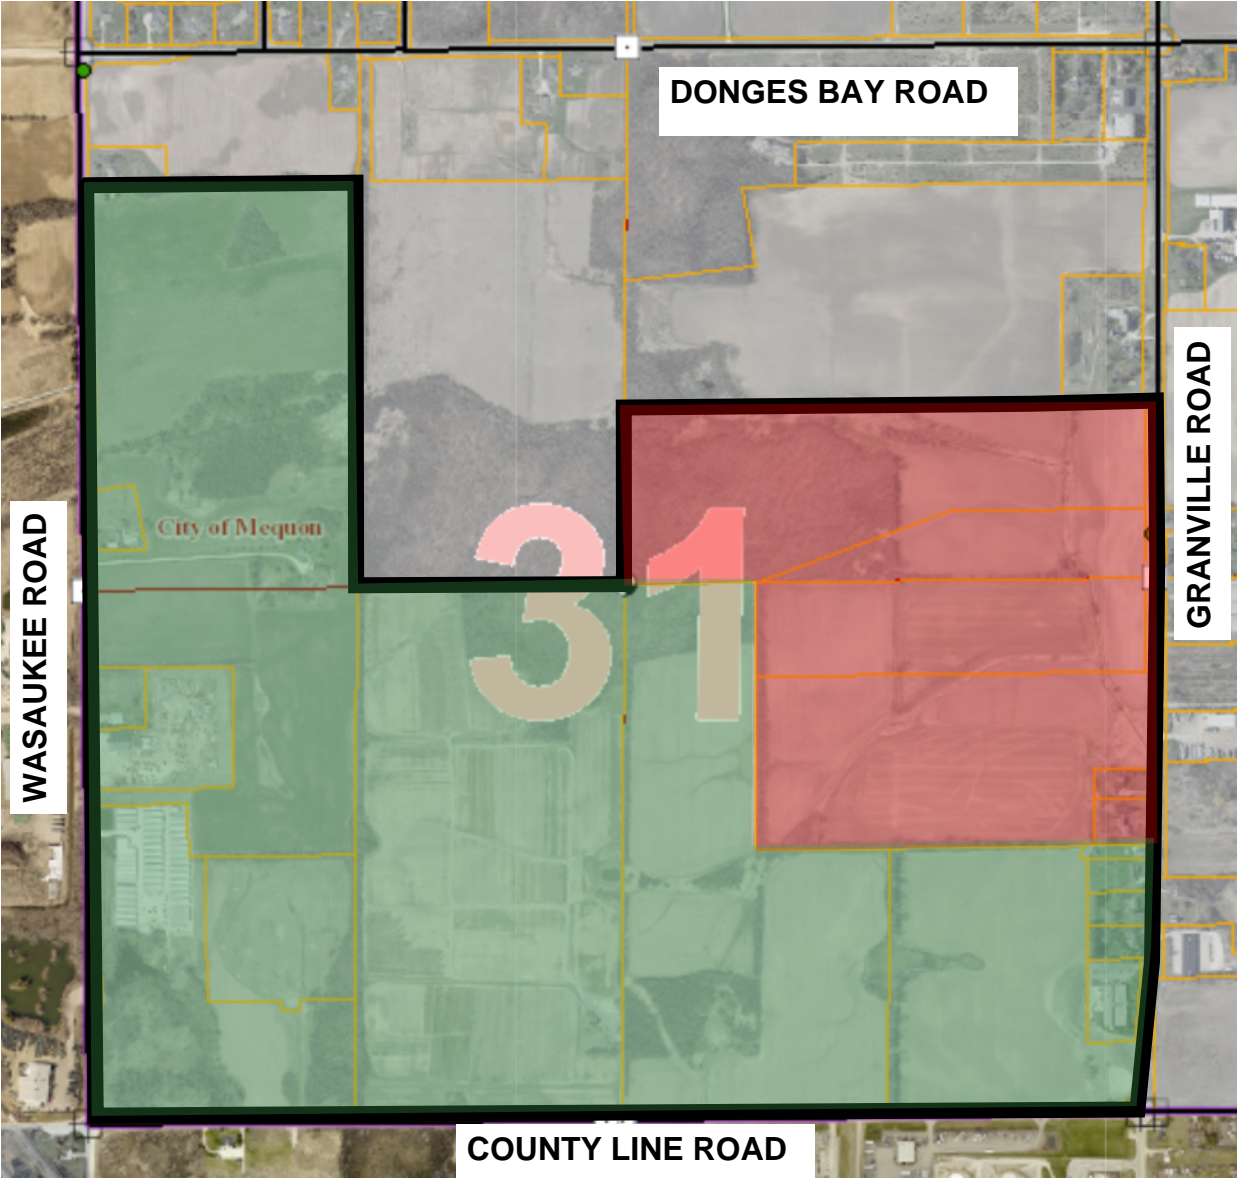 DONGES BAY ROAD
GRANVILLE ROAD
City of Mequon
31
WASAUKEE ROAD
COUNTY LINE ROAD